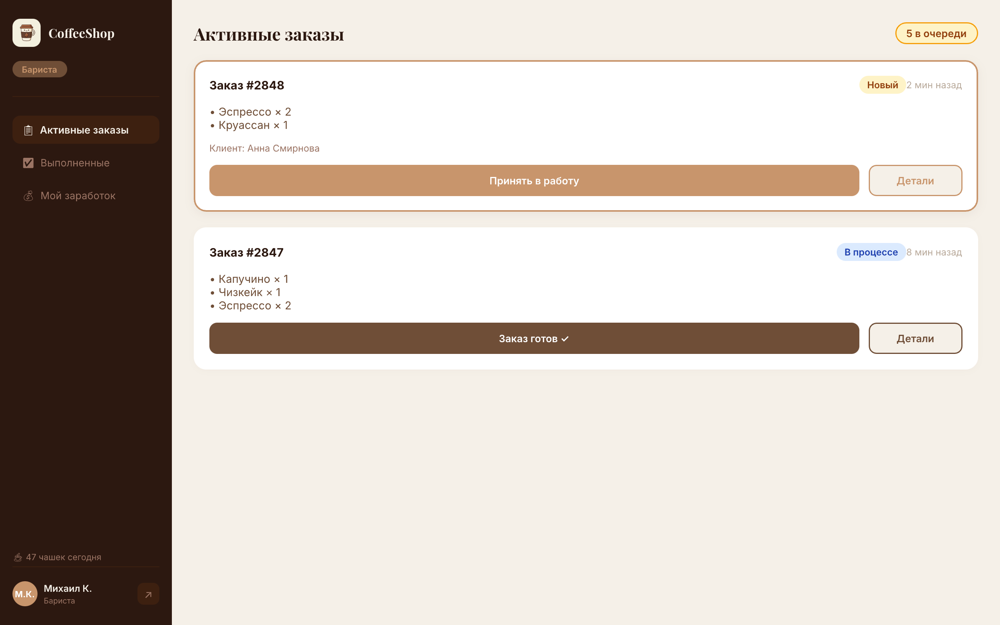 CoffeeShop
Бариста
Активные заказы
Выполненные
Мой заработок
47 чашек сегодня
М.К.
Михаил К.
Бариста
Активные заказы
5 в очереди
Заказ #2848
Новый 2 мин назад
• Эспрессо × 2
• Круассан × 1
Клиент: Анна Смирнова
Принять в работу
Детали
Заказ #2847
В процессе 8 мин назад
• Капучино × 1
• Чизкейк × 1
• Эспрессо × 2
Заказ готов ✓
Детали